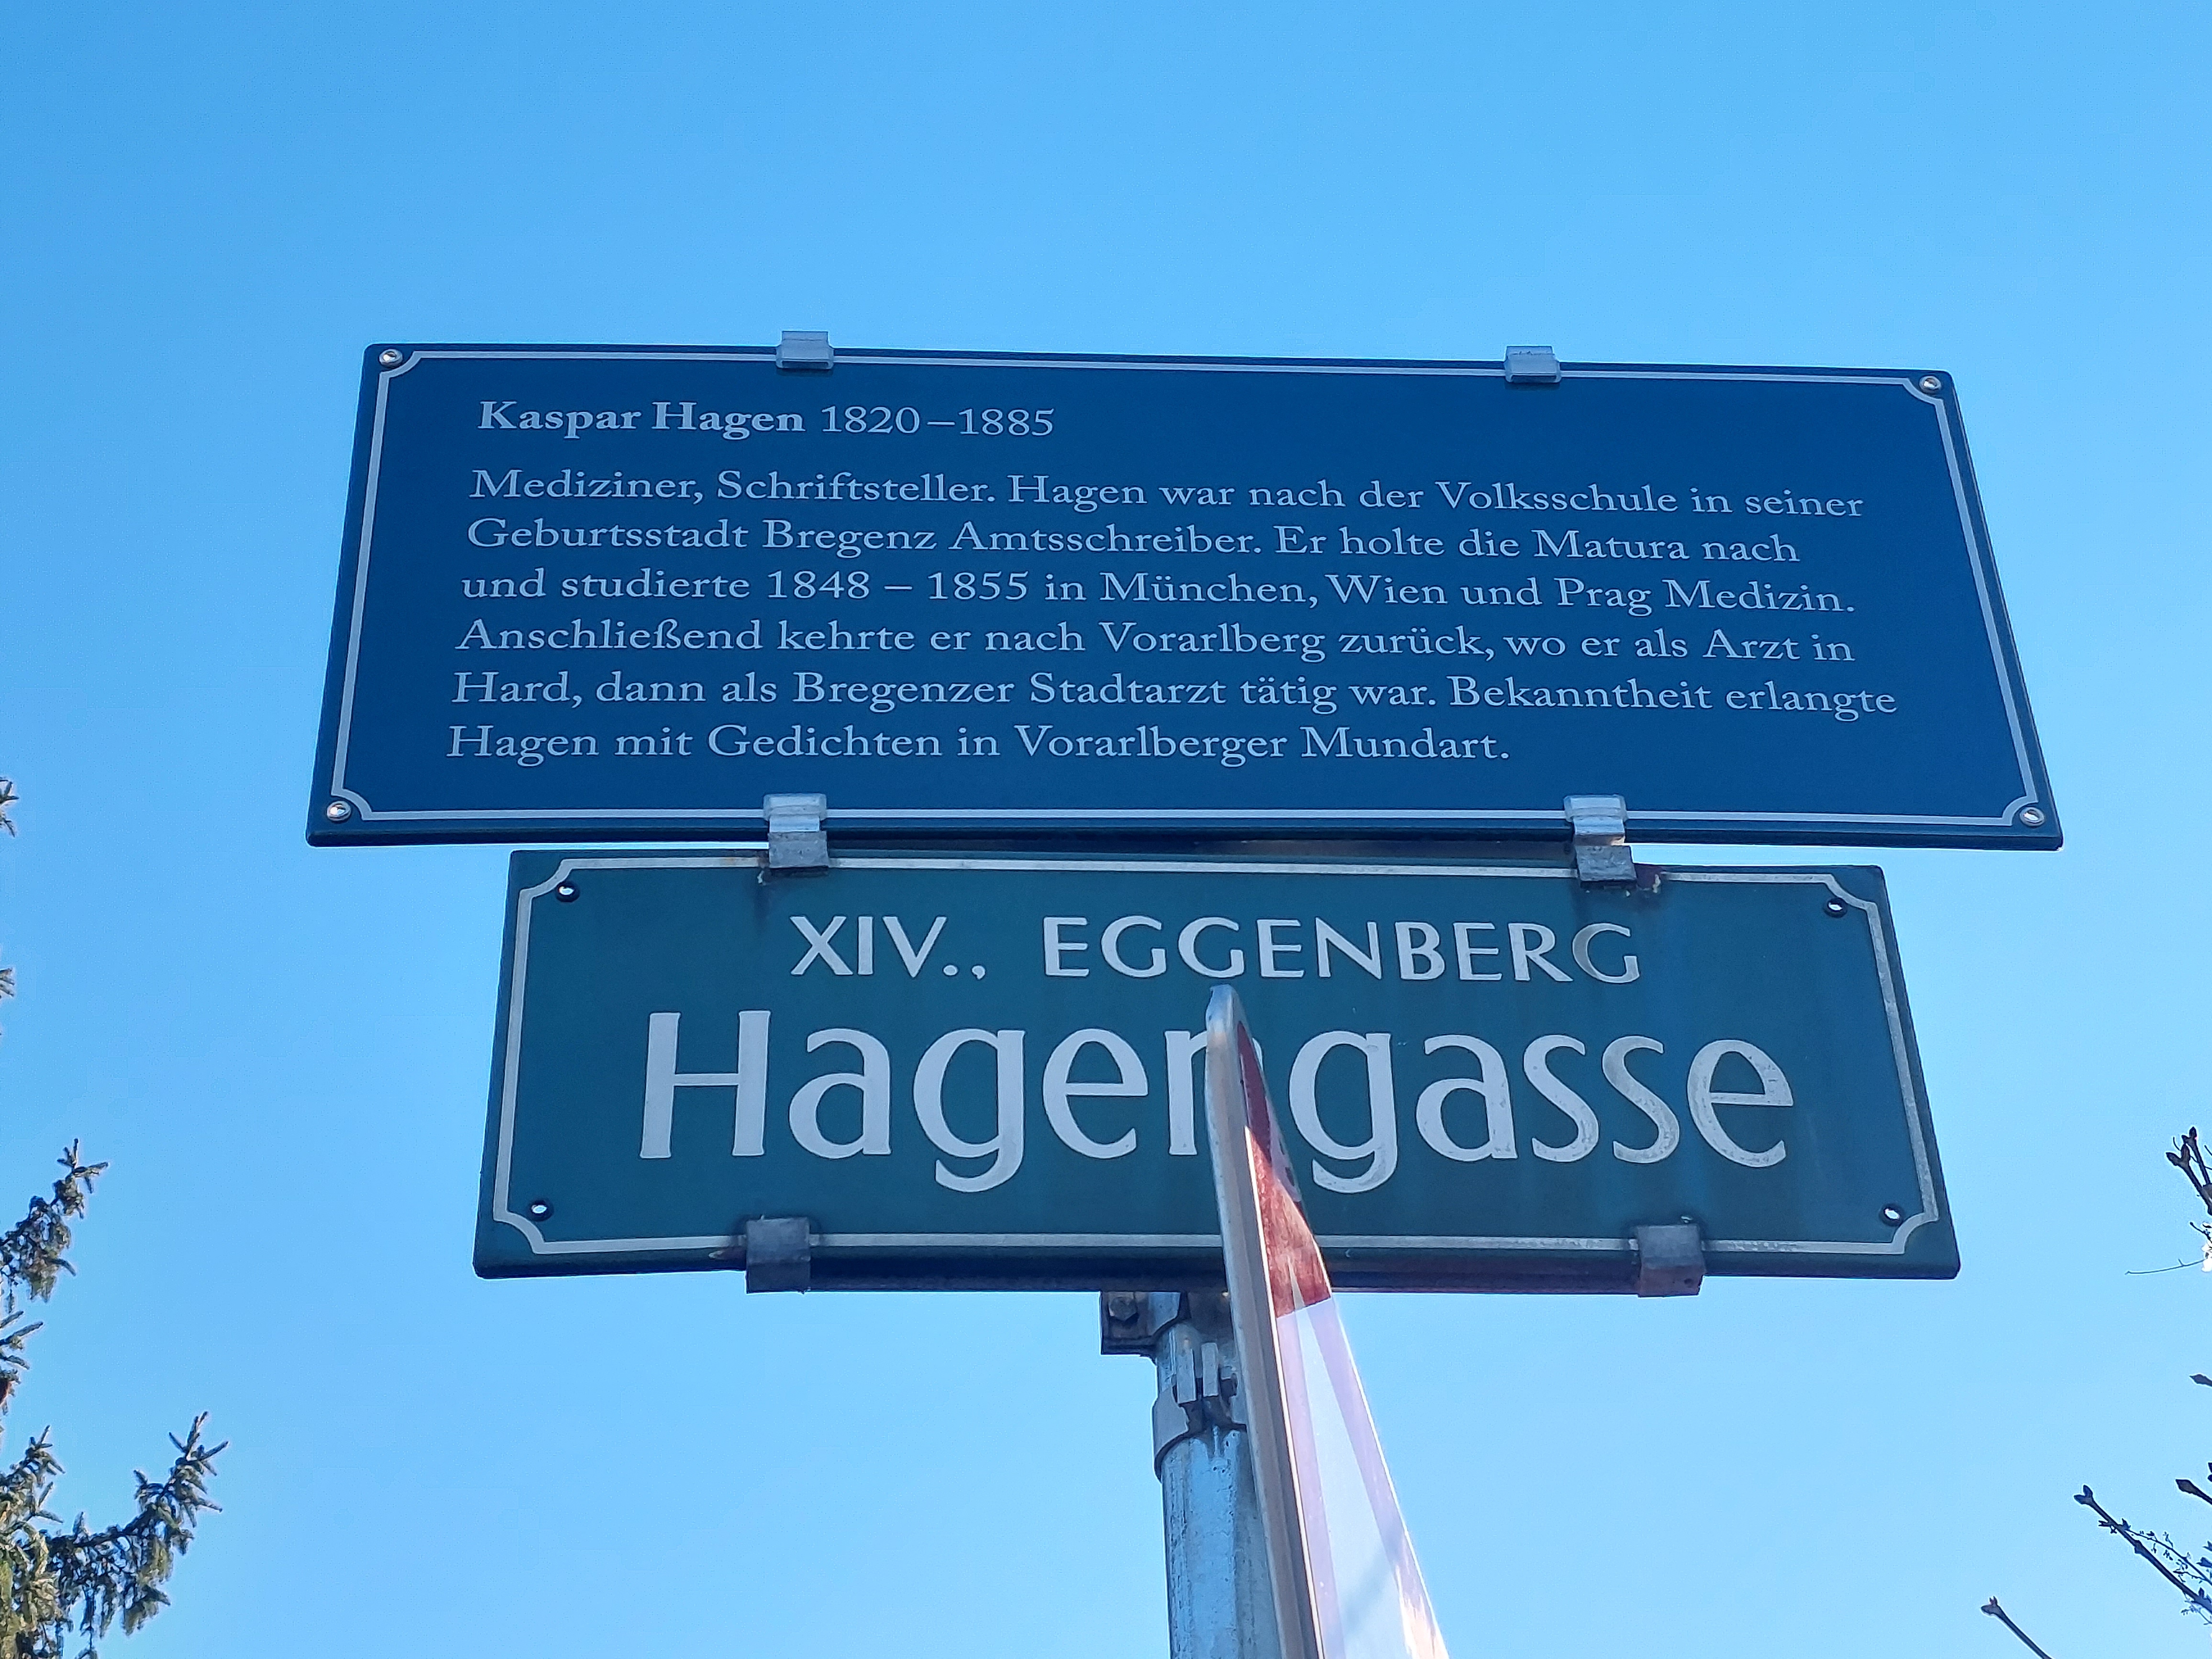 Kaspar Hagen 1820–1885
Mediziner, Schriftsteller. Hagen war nach der Volksschule in seiner
Geburtsstadt Bregenz Amtsschreiber. Er holte die Matura nach
und studierte 1848 – 1855 in München, Wien und Prag Medizin.
Anschließend kehrte er nach Vorarlberg zurück, wo er als Arzt in
Hard, dann als Bregenzer Stadtarzt tätig war. Bekanntheit erlangte
Hagen mit Gedichten in Vorarlberger Mundart.
XIV., EGGENBERG
Hagengasse